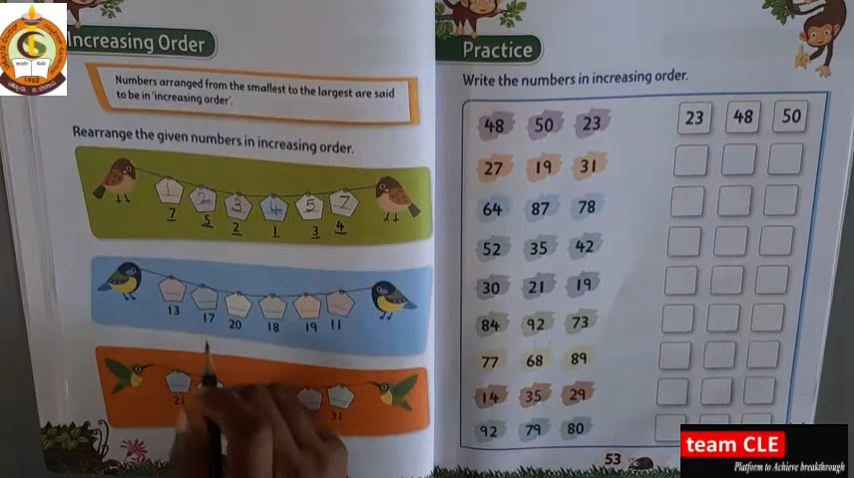 Increasing Order
Numbers arranged from the smallest to the largest are said
to be in 'increasing order'.
Rearrange the given numbers in increasing order.
1 2 3 4 5 7
7 5 2 1 3 4
13 17 20 18 19 11
21 31
Practice
Write the numbers in increasing order.
48 50 23 23 48 50
27 19 31
64 87 78
52 35 42
30 21 19
84 92 73
77 68 89
14 35 29
92 79 80
53
1962
team CLE
Platform to Achieve breakthrough